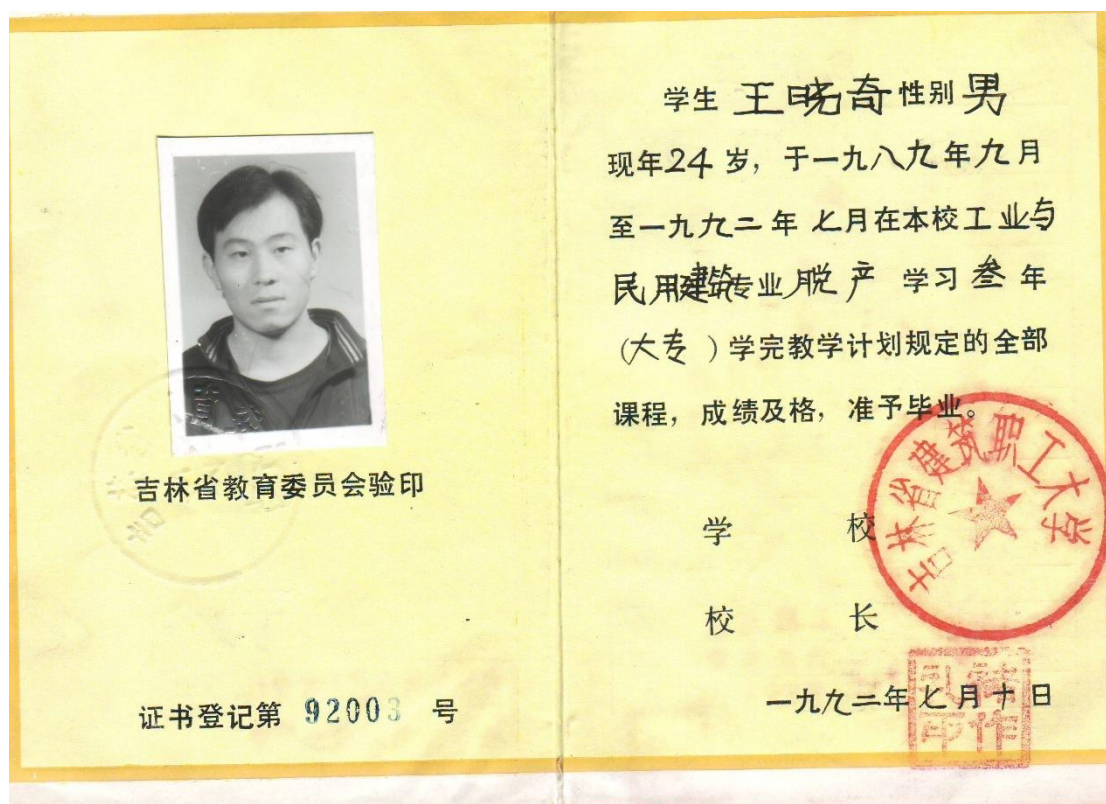 吉林省教育委员会验印
证书登记第 92003 号
学生 王晓奇 性别 男
现年24岁，于一九八九年九月
至一九九二年七月在本校工业与
民用建筑专业脱产 学习叁年
（大专）学完教学计划规定的全部
课程，成绩及格，准予毕业。
学校
校长
一九九二年七月十日
吉林省建筑职工大学